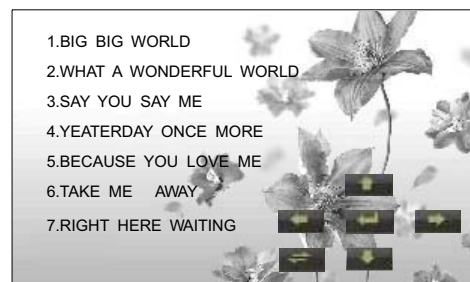 1.BIG BIG WORLD
2.WHAT A WONDERFUL WORLD
3.SAY YOU SAY ME
4.YEATERDAY ONCE MORE
5.BECAUSE YOU LOVE ME
6.TAKE ME AWAY
7.RIGHT HERE WAITING